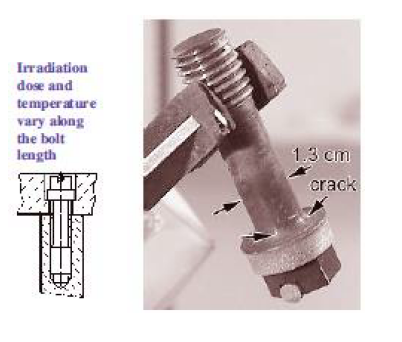 Irradiation
dose and
temperature
vary along
the bolt
length
1.3 cm
crack